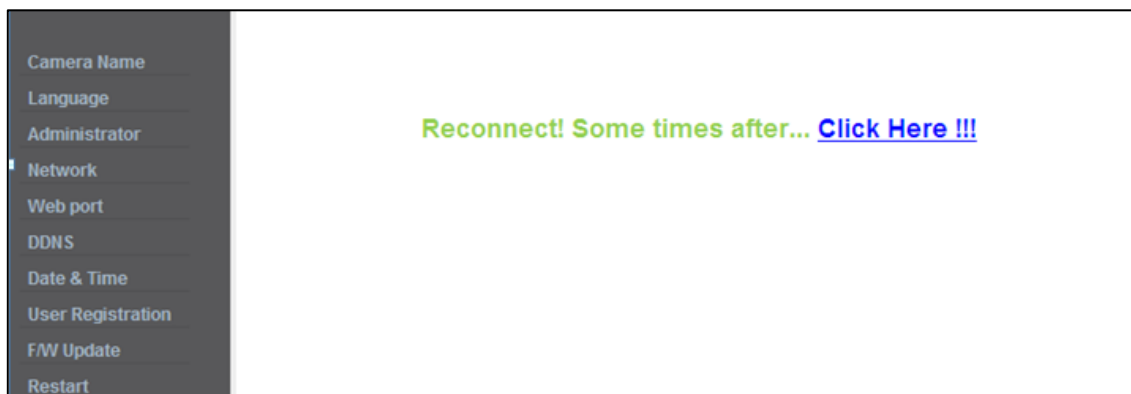 Camera Name
Language
Administrator
Reconnect! Some times after... Click Here !!!
Network
Web port
DDNS
Date & Time
User Registration
F/W Update
Restart